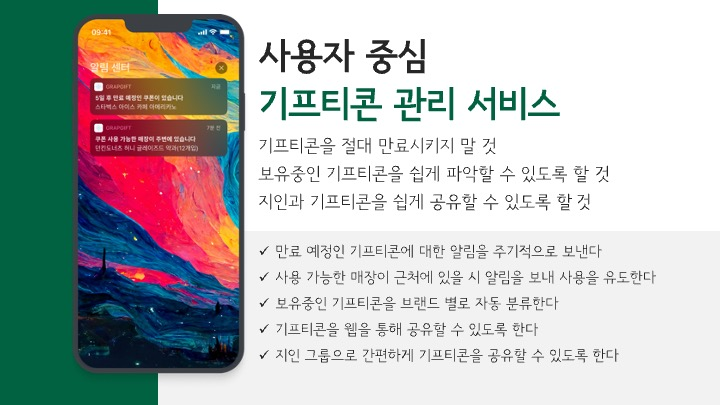 09:41
알림 센터
GRAPGIFT
지금
5일 후 만료 예정인 쿠폰이 있습니다
스타벅스 아이스 카페 아메리카노
GRAPGIFT
7분 전
쿠폰 사용 가능한 매장이 주변에 있습니다
던킨도너츠 허니 글레이즈드 약과(12개입)
사용자 중심
기프티콘 관리 서비스
기프티콘을 절대 만료시키지 말 것
보유중인 기프티콘을 쉽게 파악할 수 있도록 할 것
지인과 기프티콘을 쉽게 공유할 수 있도록 할 것
✓ 만료 예정인 기프티콘에 대한 알림을 주기적으로 보낸다
✓ 사용 가능한 매장이 근처에 있을 시 알림을 보내 사용을 유도한다
✓ 보유중인 기프티콘을 브랜드 별로 자동 분류한다
✓ 기프티콘을 웹을 통해 공유할 수 있도록 한다
✓ 지인 그룹으로 간편하게 기프티콘을 공유할 수 있도록 한다